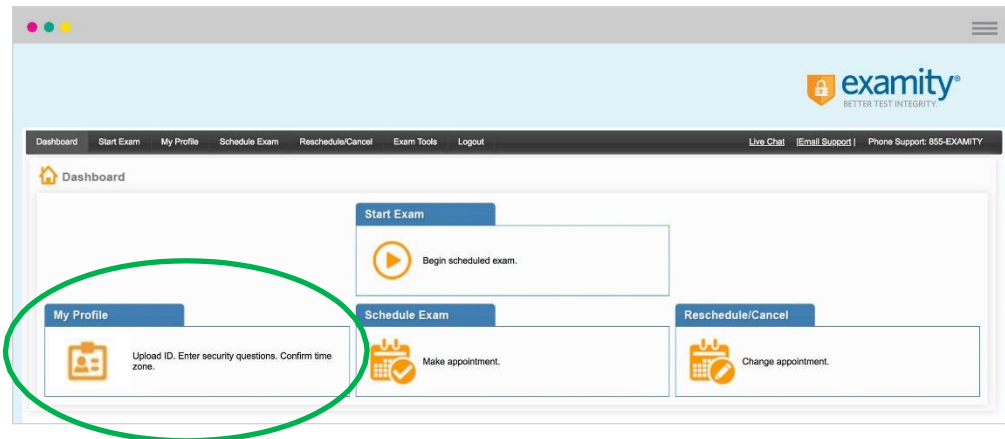 examity®
BETTER TEST INTEGRITY.
Dashboard Start Exam My Profile Schedule Exam Reschedule/Cancel Exam Tools Logout Live Chat |Email Support| Phone Support: 855-EXAMITY
Dashboard
Start Exam
Begin scheduled exam.
My Profile
Upload ID. Enter security questions. Confirm time
zone.
Schedule Exam
Make appointment.
Reschedule/Cancel
Change appointment.